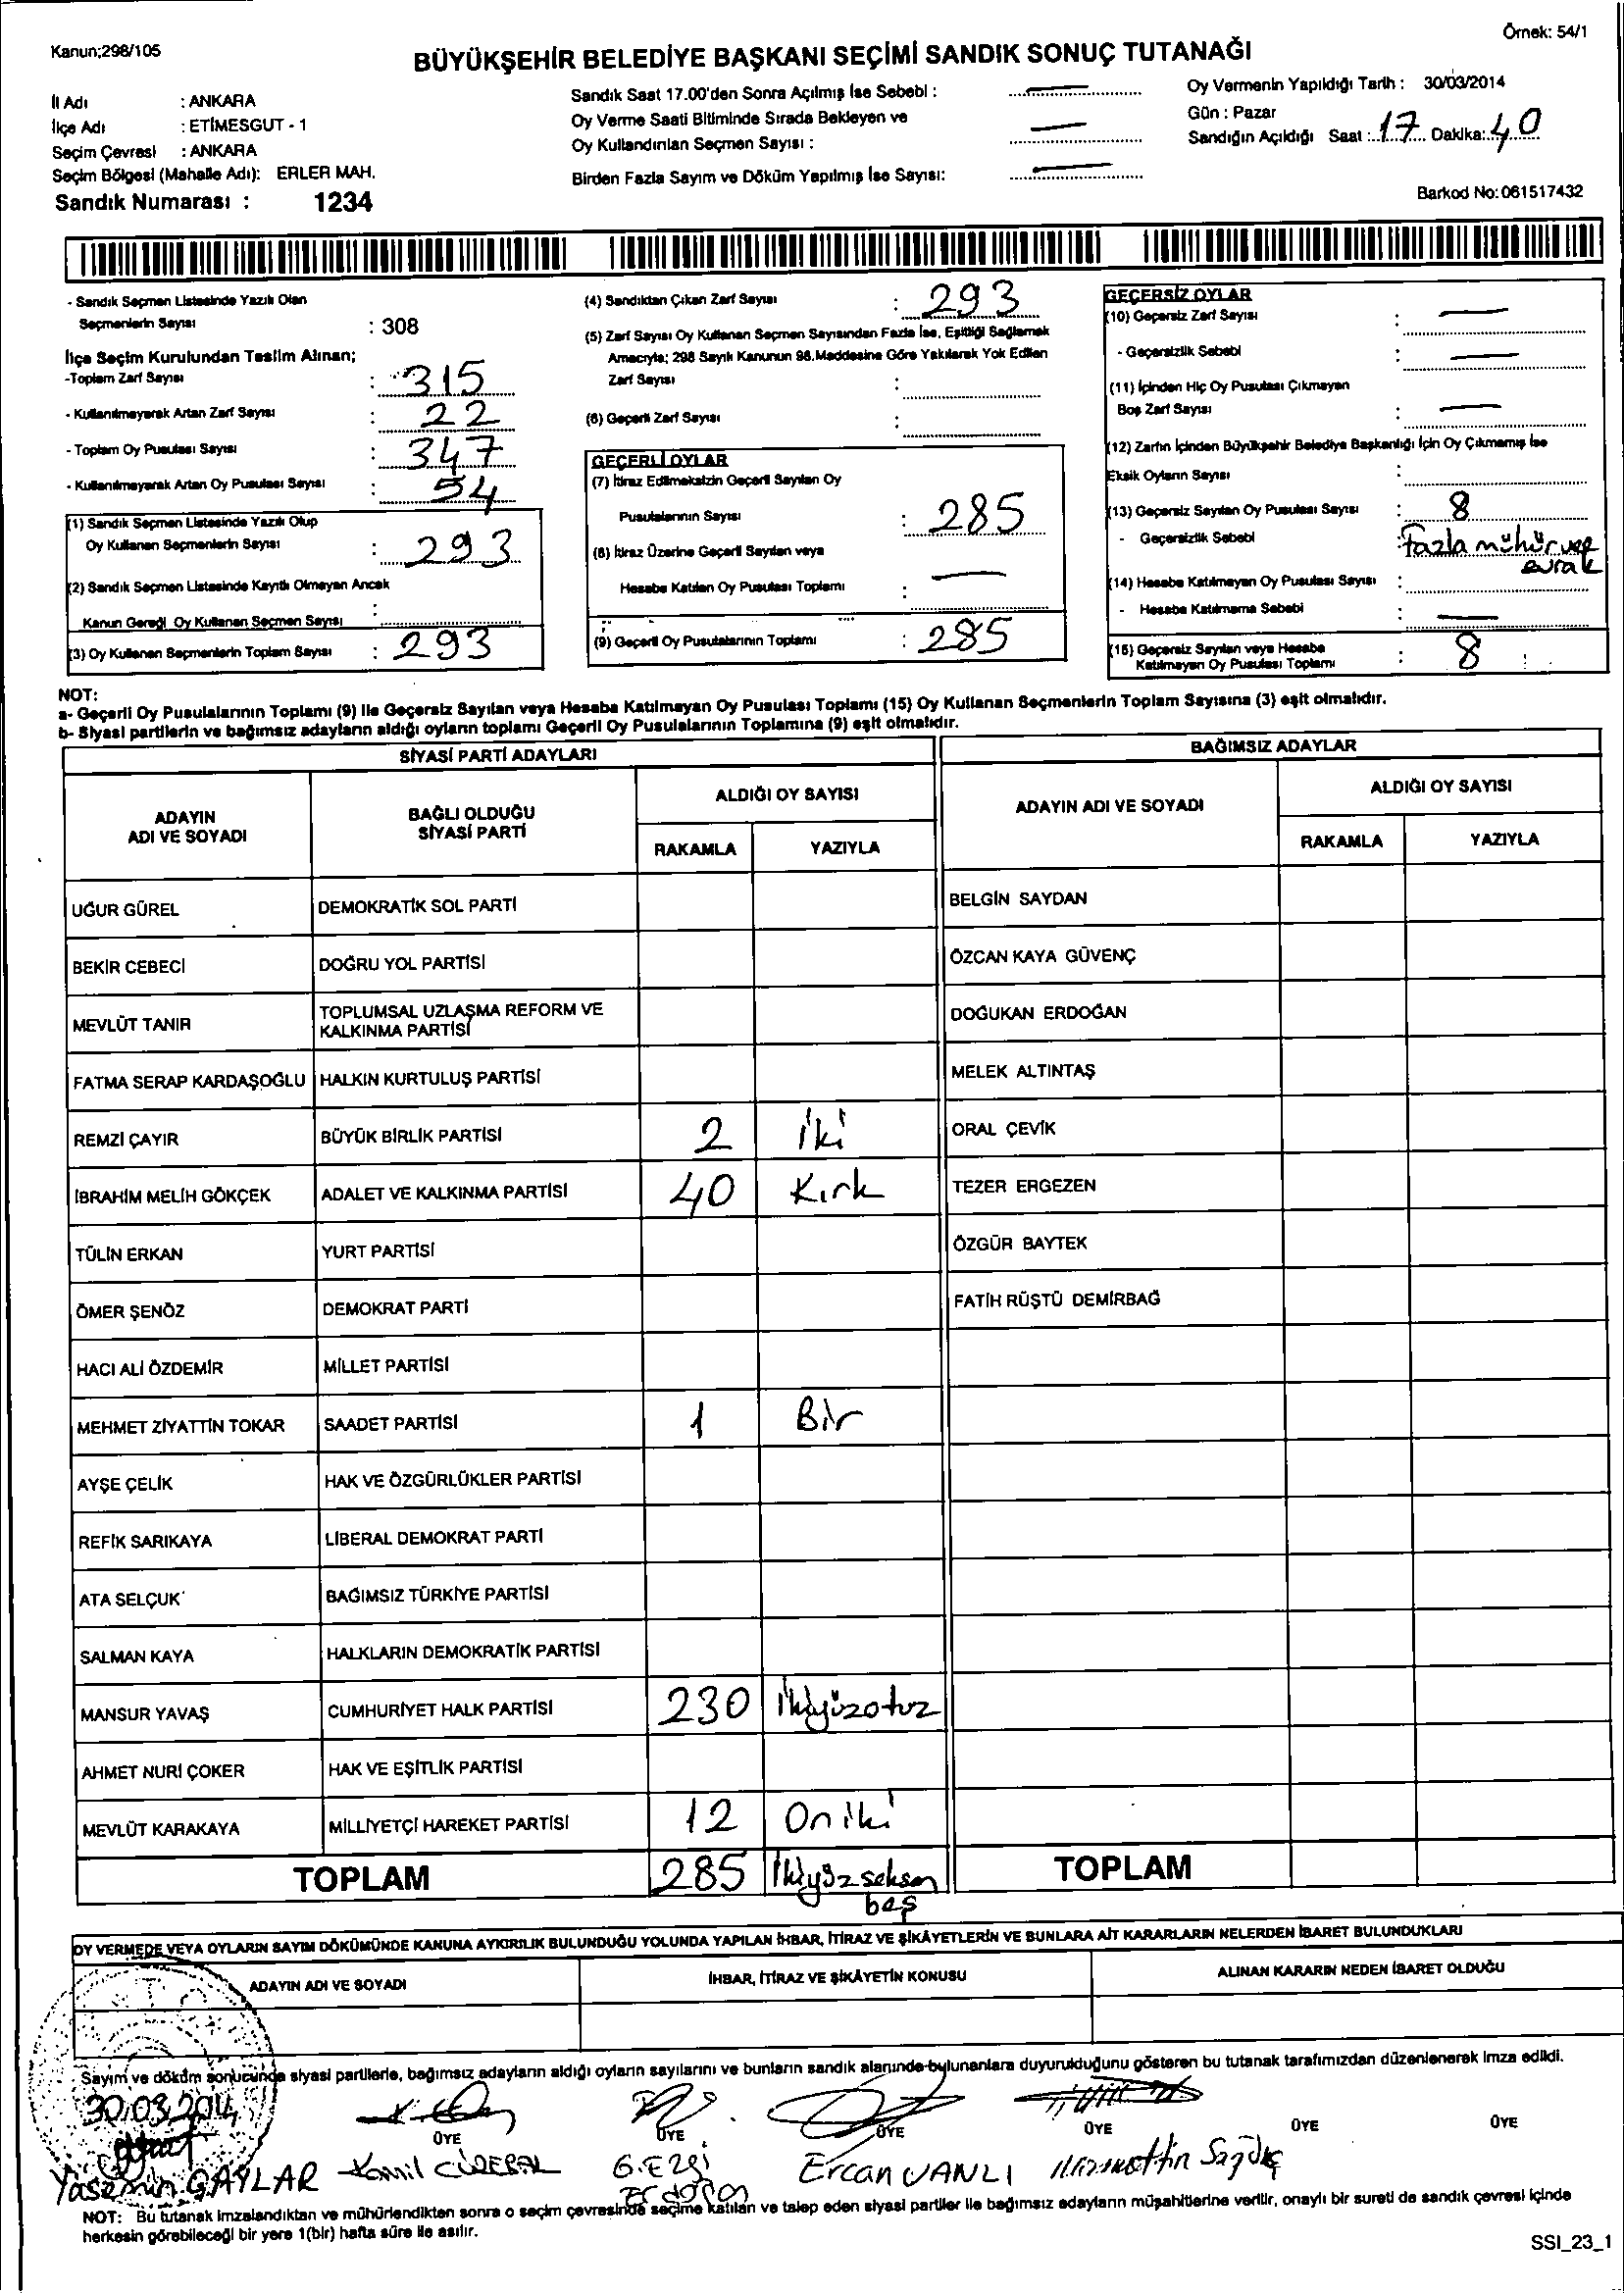 Kanun;298/105
Örnek: 54/1
BÜYÜKŞEHİR BELEDİYE BAŞKANI SEÇİMİ SANDIK SONUÇ TUTANAĞI
İl Adı : ANKARA
İlçe Adı : ETİMESGUT - 1
Seçim Çevresi : ANKARA
Seçim Bölgesi (Mahalle Adı): ERLER MAH.
Sandık Numarası : 1234
Sandık Saat 17.00'den Sonra Açılmış İse Sebebi :
Oy Verme Saati Bitiminde Sırada Bekleyen ve
Oy Kullandırılan Seçmen Sayısı :
Birden Fazla Sayım ve Döküm Yapılmış İse Sayısı:
Oy Vermenin Yapıldığı Tarih : 30/03/2014
Gün : Pazar
Sandığın Açıldığı Saat : 17 Dakika: 40
Barkod No: 061517432
- Sandık Seçmen Listesinde Yazılı Olan
Seçmenlerin Sayısı : 308
İlçe Seçim Kurulundan Teslim Alınan;
-Toplam Zarf Sayısı : 315
- Kullanılmayarak Artan Zarf Sayısı : 22
- Toplam Oy Pusulası Sayısı : 347
- Kullanılmayarak Artan Oy Pusulası Sayısı : 54
(1) Sandık Seçmen Listesinde Yazılı Olup
Oy Kullanan Seçmenlerin Sayısı : 293
(2) Sandık Seçmen Listesinde Kayıtlı Olmayan Ancak
Kanun Gereği Oy Kullanan Seçmen Sayısı :
(3) Oy Kullanan Seçmenlerin Toplam Sayısı : 293
(4) Sandıktan Çıkan Zarf Sayısı : 293
(5) Zarf Sayısı Oy Kullanan Seçmen Sayısından Fazla İse, Eşitliği Sağlamak
Amacıyla; 298 Sayılı Kanunun 98.Maddesine Göre Yakılarak Yok Edilen
Zarf Sayısı :
(6) Geçerli Zarf Sayısı :
GEÇERLİ OYLAR
(7) İtiraz Edilmeksizin Geçerli Sayılan Oy
Pusulalarının Sayısı : 285
(8) İtiraz Üzerine Geçerli Sayılan veya
Hesaba Katılan Oy Pusulası Toplamı : —
(9) Geçerli Oy Pusulalarının Toplamı : 285
GEÇERSİZ OYLAR
(10) Geçersiz Zarf Sayısı : —
- Geçersizlik Sebebi : —
(11) İçinden Hiç Oy Pusulası Çıkmayan
Boş Zarf Sayısı : —
(12) Zarfın İçinden Büyükşehir Belediye Başkanlığı İçin Oy Çıkmamış İse
Eksik Oyların Sayısı :
(13) Geçersiz Sayılan Oy Pusulası Sayısı : 8
- Geçersizlik Sebebi : fazla mühür ve
evrak
(14) Hesaba Katılmayan Oy Pusulası Sayısı :
- Hesaba Katılmama Sebebi : —
(15) Geçersiz Sayılan veya Hesaba
Katılmayan Oy Pusulası Toplamı : 8
NOT:
a- Geçerli Oy Pusulalarının Toplamı (9) ile Geçersiz Sayılan veya Hesaba Katılmayan Oy Pusulası Toplamı (15) Oy Kullanan Seçmenlerin Toplam Sayısına (3) eşit olmalıdır.
b- Siyasi partilerin ve bağımsız adayların aldığı oyların toplamı Geçerli Oy Pusulalarının Toplamına (9) eşit olmalıdır.
SİYASİ PARTİ ADAYLARI
BAĞIMSIZ ADAYLAR
ADAYIN
ADI VE SOYADI
BAĞLI OLDUĞU
SİYASİ PARTİ
ALDIĞI OY SAYISI
RAKAMLA YAZIYLA
ADAYIN ADI VE SOYADI
ALDIĞI OY SAYISI
RAKAMLA YAZIYLA
UĞUR GÜREL DEMOKRATİK SOL PARTİ BELGİN SAYDAN
BEKİR CEBECİ DOĞRU YOL PARTİSİ ÖZCAN KAYA GÜVENÇ
MEVLÜT TANIR TOPLUMSAL UZLAŞMA REFORM VE
KALKINMA PARTİSİ DOĞUKAN ERDOĞAN
FATMA SERAP KARDAŞOĞLU HALKIN KURTULUŞ PARTİSİ MELEK ALTINTAŞ
REMZİ ÇAYIR BÜYÜK BİRLİK PARTİSİ 2 iki ORAL ÇEVİK
İBRAHİM MELİH GÖKÇEK ADALET VE KALKINMA PARTİSİ 40 Kırk TEZER ERGEZEN
TÜLİN ERKAN YURT PARTİSİ ÖZGÜR BAYTEK
ÖMER ŞENÖZ DEMOKRAT PARTİ FATİH RÜŞTÜ DEMİRBAĞ
HACI ALİ ÖZDEMİR MİLLET PARTİSİ
MEHMET ZİYATTİN TOKAR SAADET PARTİSİ 1 Bir
AYŞE ÇELİK HAK VE ÖZGÜRLÜKLER PARTİSİ
REFİK SARIKAYA LİBERAL DEMOKRAT PARTİ
ATA SELÇUK BAĞIMSIZ TÜRKİYE PARTİSİ
SALMAN KAYA HALKLARIN DEMOKRATİK PARTİSİ
MANSUR YAVAŞ CUMHURİYET HALK PARTİSİ 230 ikiyüzotuz
AHMET NURİ ÇOKER HAK VE EŞİTLİK PARTİSİ
MEVLÜT KARAKAYA MİLLİYETÇİ HAREKET PARTİSİ 12 Oniki
TOPLAM 285 ikiyüzseksen
beş
TOPLAM
OY VERMEDE VEYA OYLARIN SAYIM DÖKÜMÜNDE KANUNA AYKIRILIK BULUNDUĞU YOLUNDA YAPILAN İHBAR, İTİRAZ VE ŞİKÂYETLERİN VE BUNLARA AİT KARARLARIN NELERDEN İBARET BULUNDUKLARI
ADAYIN ADI VE SOYADI İHBAR, İTİRAZ VE ŞİKÂYETİN KONUSU ALINAN KARARIN NEDEN İBARET OLDUĞU
Sayım ve döküm sonucunda siyasi partilerle, bağımsız adayların aldığı oyların sayılarını ve bunların sandık alanında bulunanlara duyurulduğunu gösteren bu tutanak tarafımızdan düzenlenerek imza edildi.
30.03.2014
ÜYE ÜYE ÜYE ÜYE ÜYE ÜYE
Yasemin ÇAYLAR Kamil G.Ezgi Erdoğan Ercan VANLI
NOT: Bu tutanak imzalandıktan ve mühürlendikten sonra o seçim çevresinde seçime katılan ve talep eden siyasi partiler ile bağımsız adayların müşahitlerine verilir, onaylı bir sureti de sandık çevresi içinde
herkesin görebileceği bir yere 1(bir) hafta süre ile asılır.
SSI_23_1